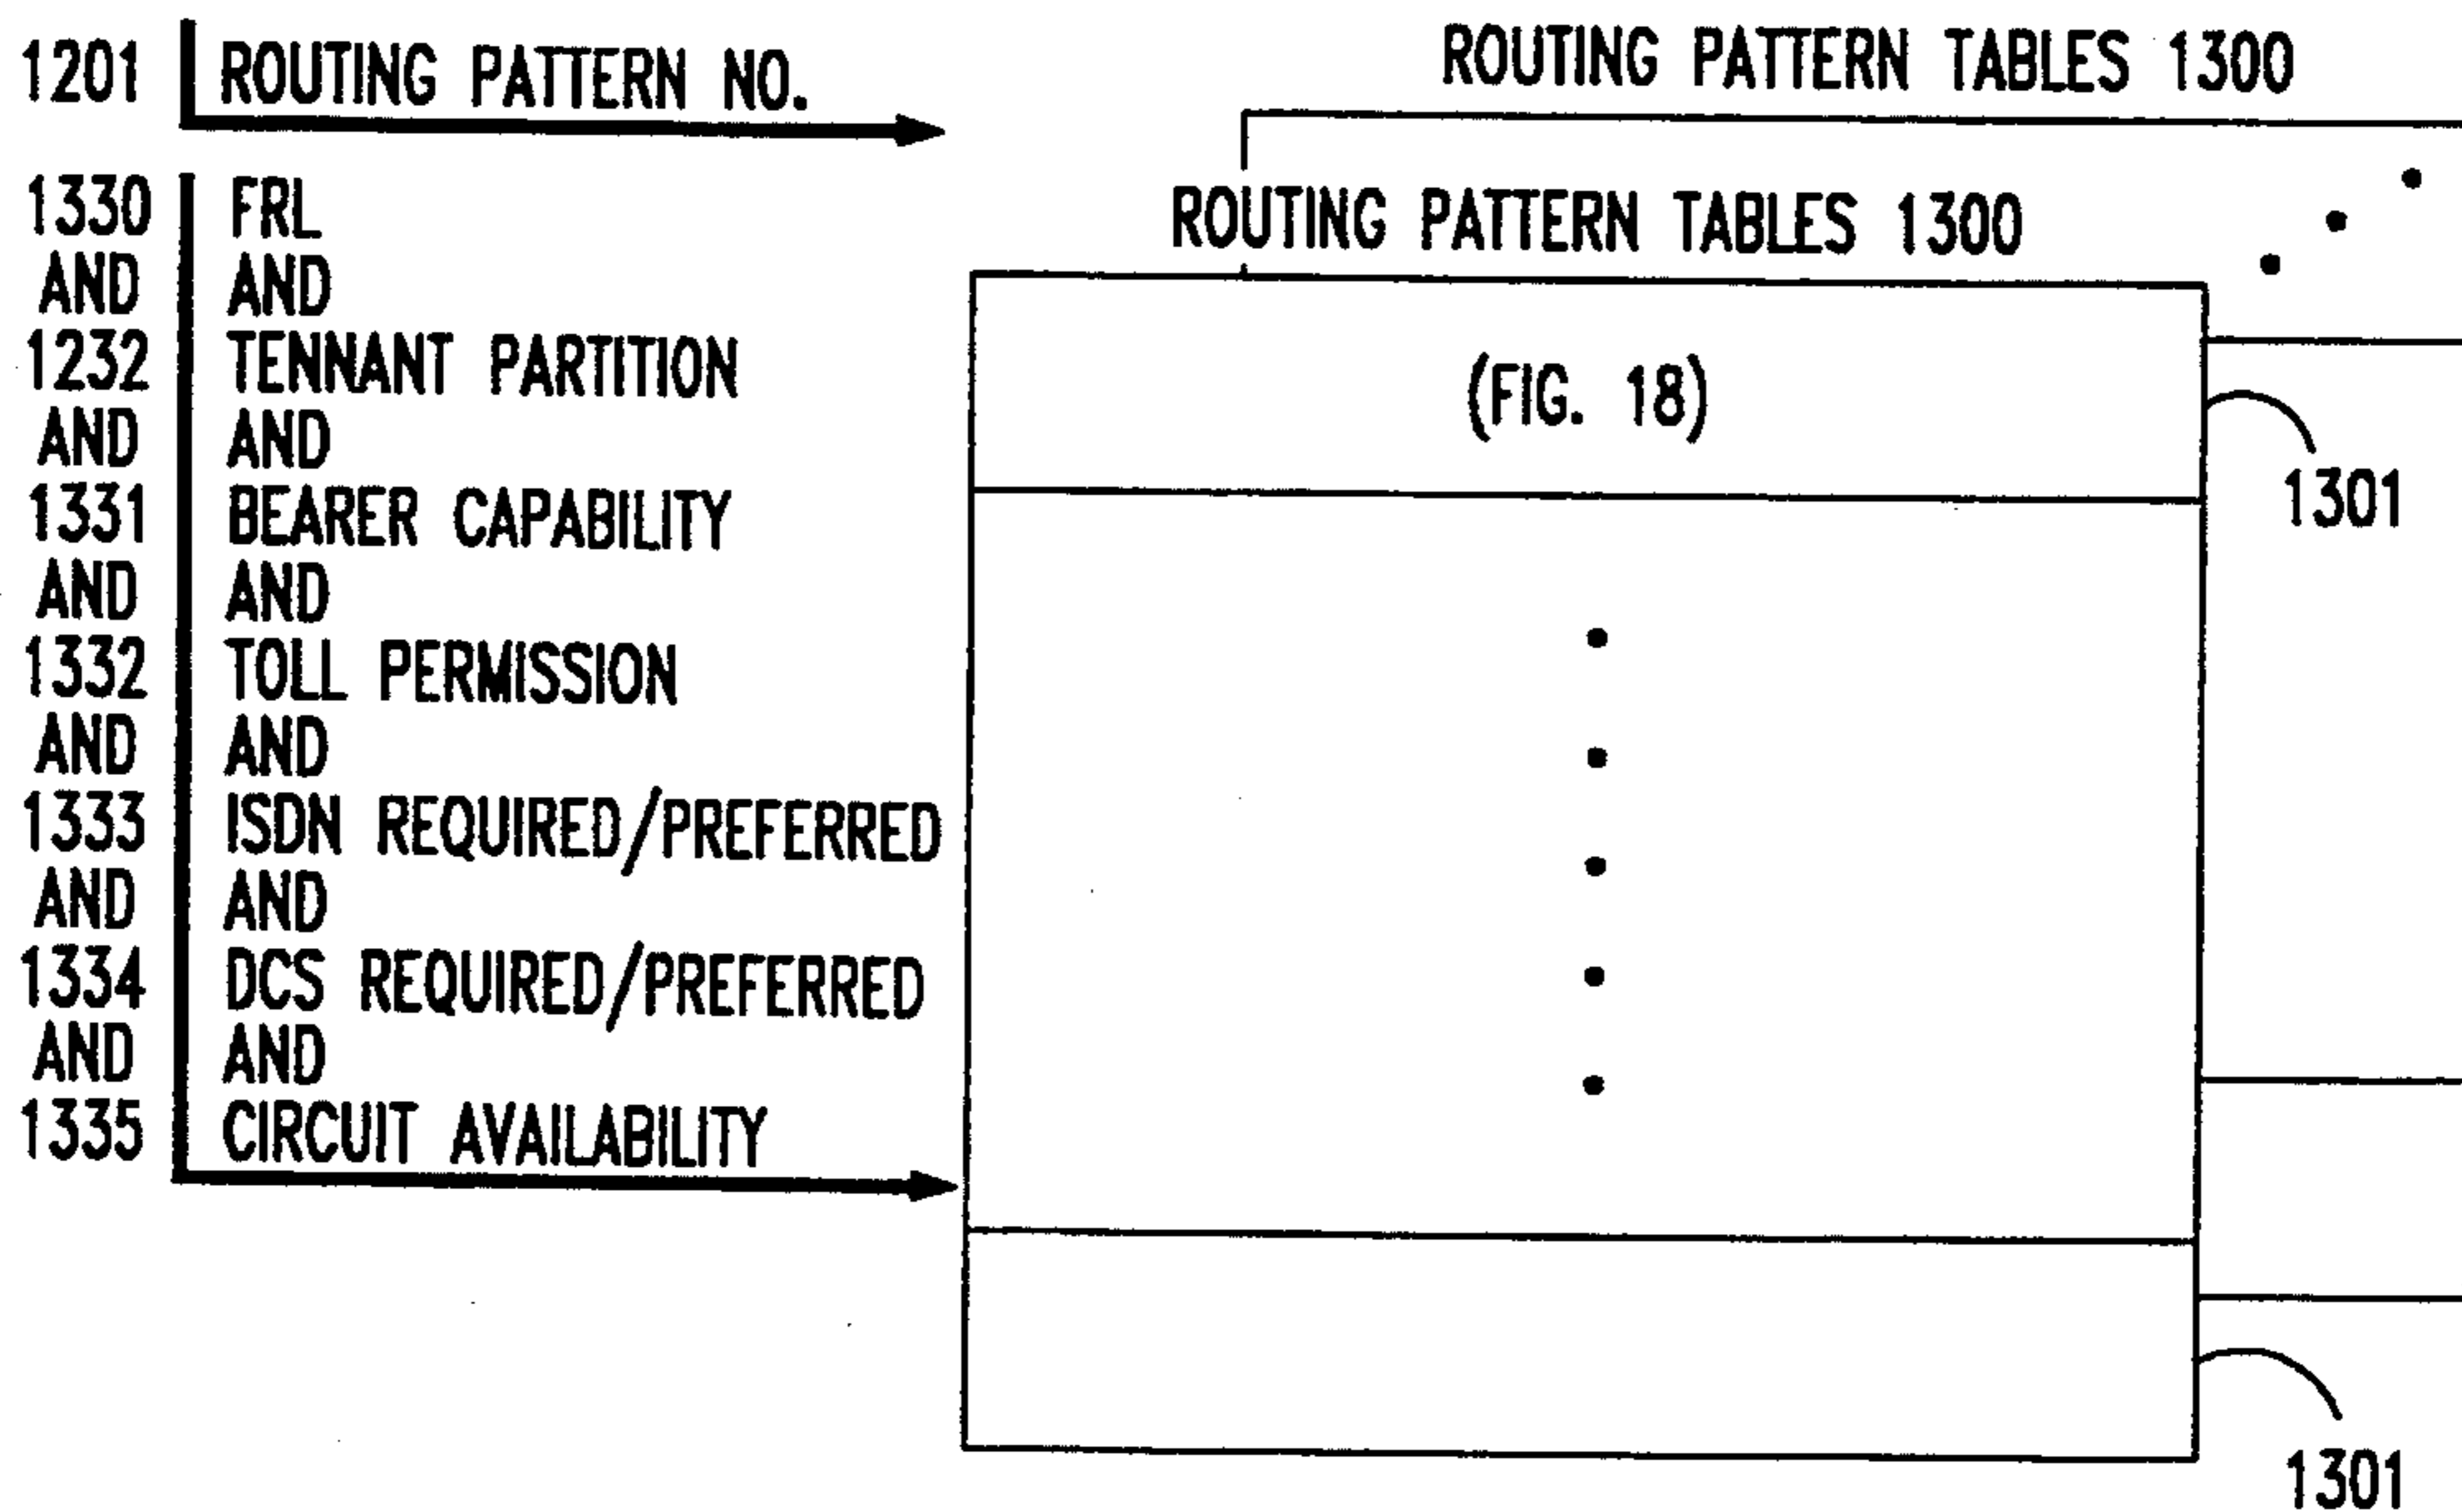 1201 ROUTING PATTERN NO.
ROUTING PATTERN TABLES 1300
ROUTING PATTERN TABLES 1300
1330 FRL
AND AND
1232 TENNANT PARTITION
AND AND
1331 BEARER CAPABILITY
AND AND
1332 TOLL PERMISSION
AND AND
1333 ISDN REQUIRED/PREFERRED
AND AND
1334 DCS REQUIRED/PREFERRED
AND AND
1335 CIRCUIT AVAILABILITY
(FIG. 18)
1301
1301